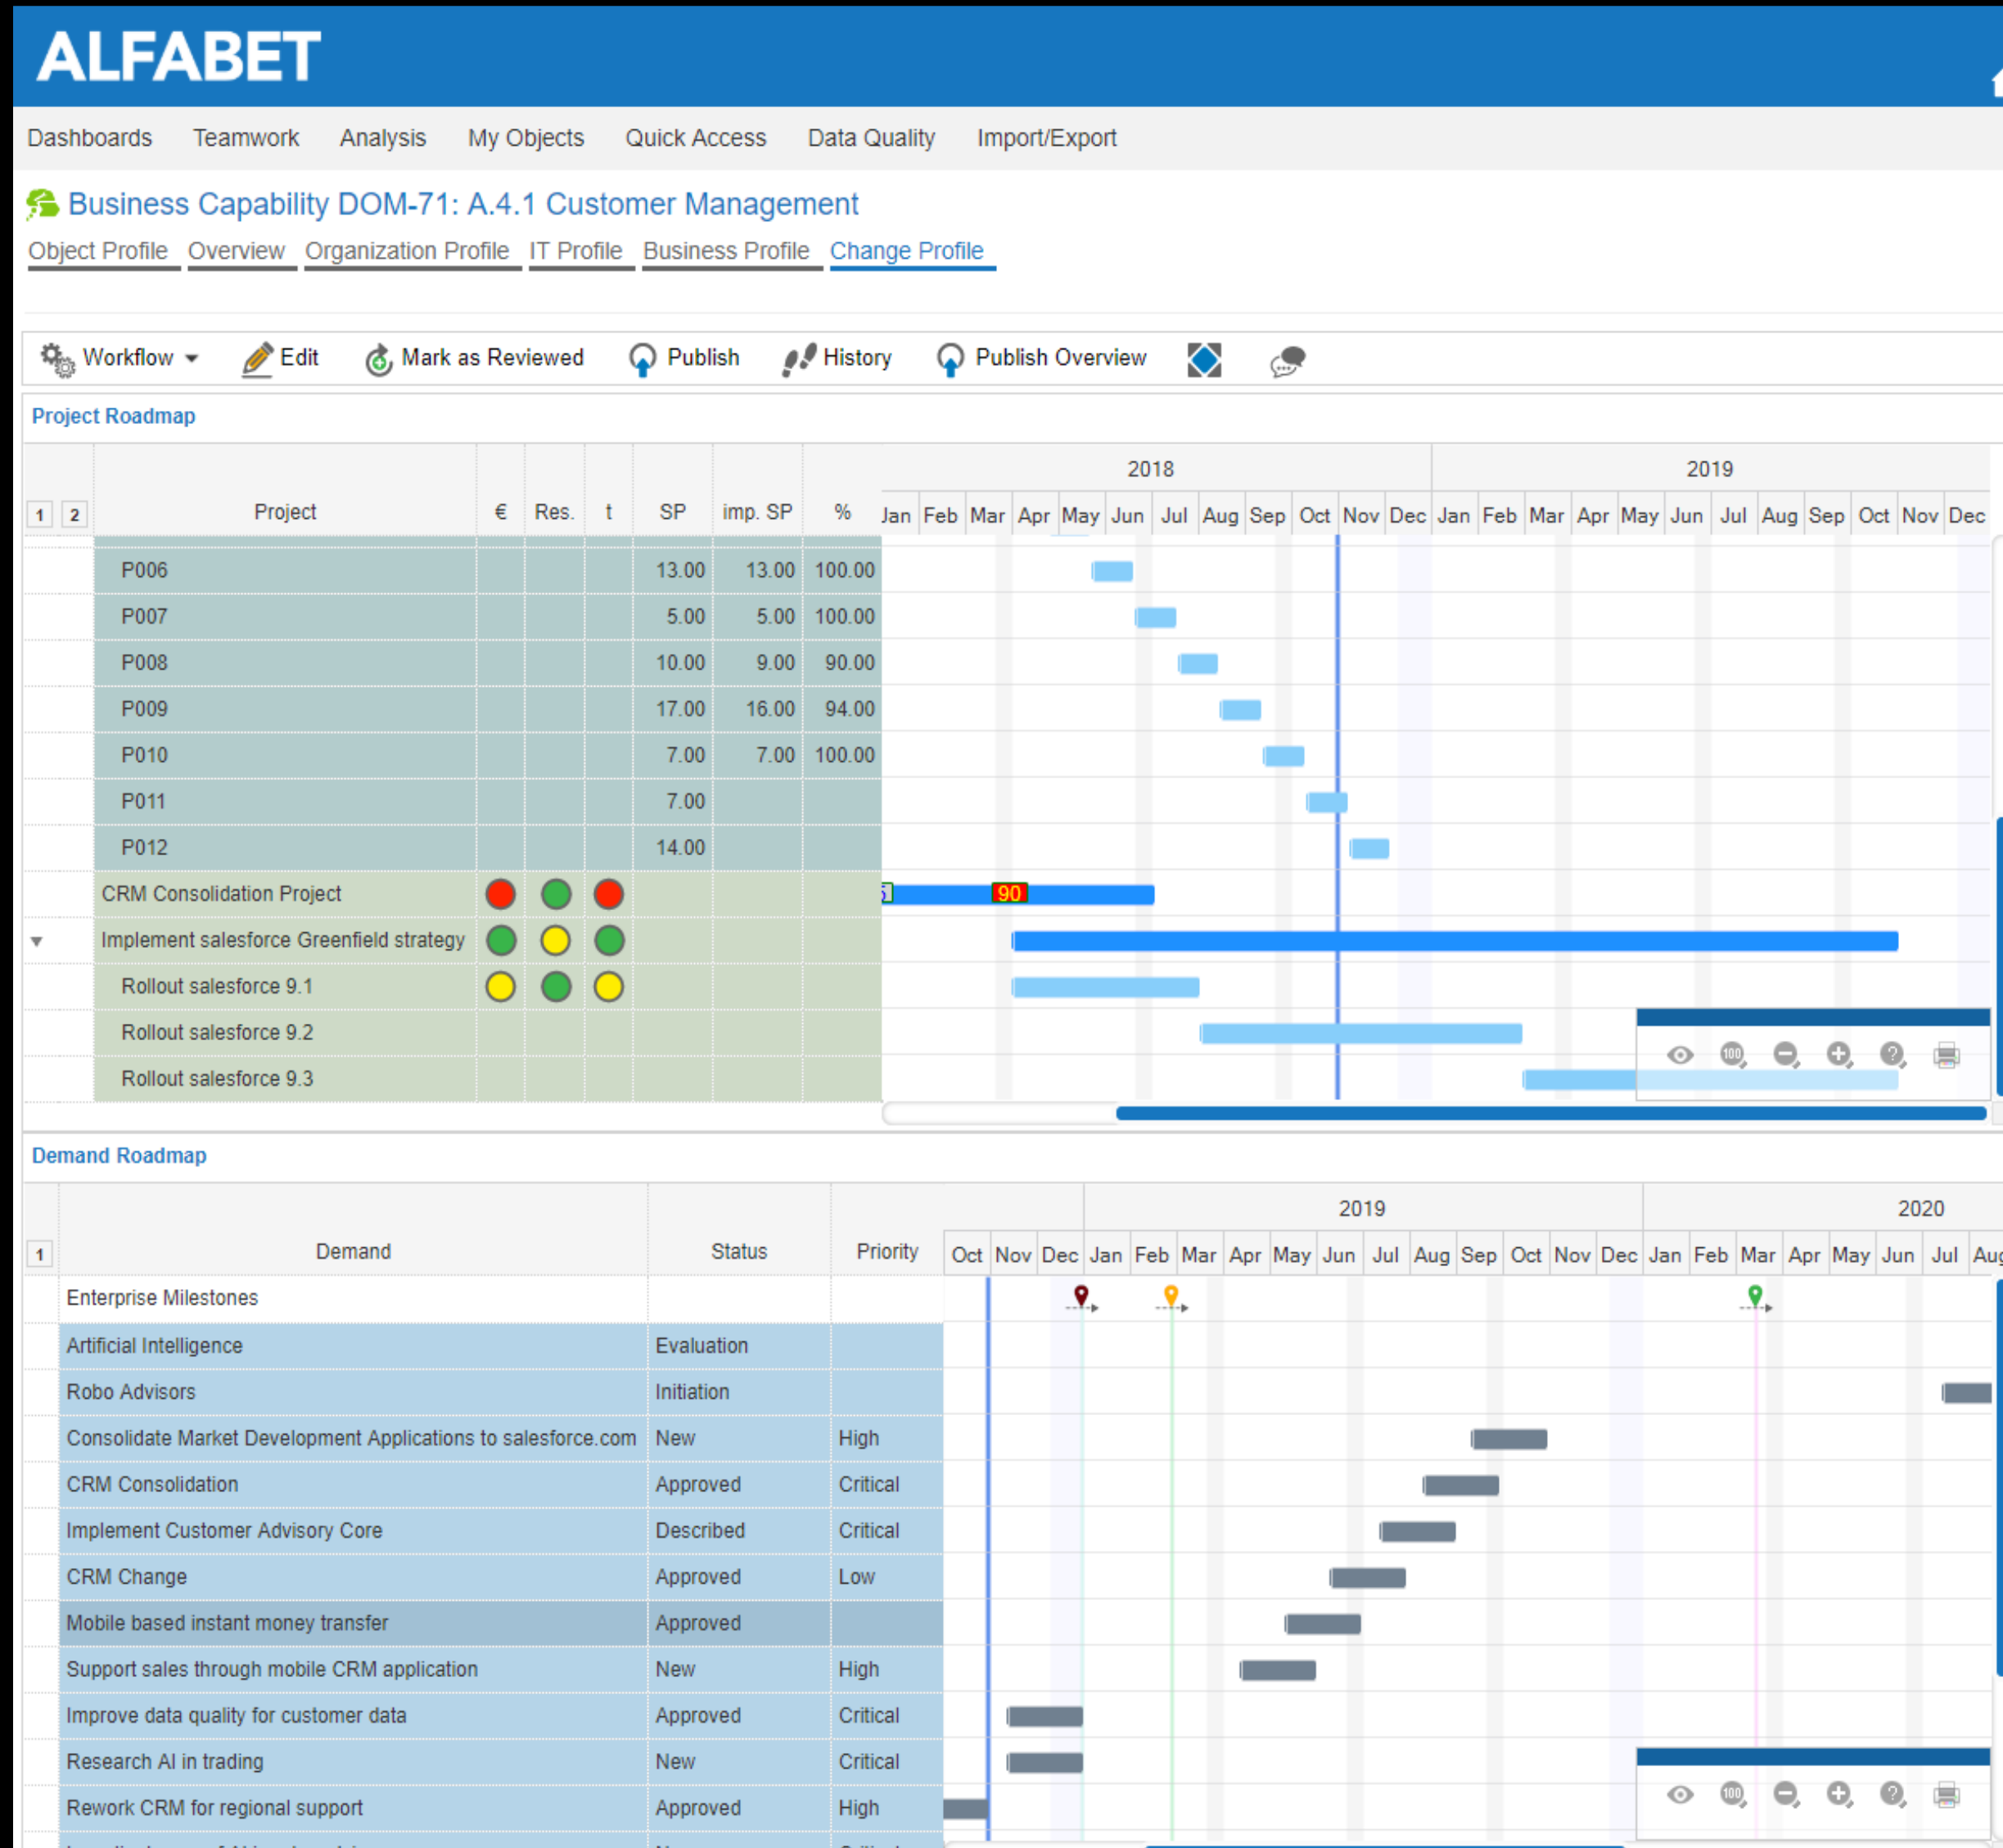 ALFABET
Dashboards Teamwork Analysis My Objects Quick Access Data Quality Import/Export
Business Capability DOM-71: A.4.1 Customer Management
Object Profile Overview Organization Profile IT Profile Business Profile Change Profile
Workflow Edit Mark as Reviewed Publish History Publish Overview
Project Roadmap
2018 2019
1 2 Project € Res. t SP imp. SP % Jan Feb Mar Apr May Jun Jul Aug Sep Oct Nov Dec Jan Feb Mar Apr May Jun Jul Aug Sep Oct Nov Dec
P006 13.00 13.00 100.00
P007 5.00 5.00 100.00
P008 10.00 9.00 90.00
P009 17.00 16.00 94.00
P010 7.00 7.00 100.00
P011 7.00
P012 14.00
CRM Consolidation Project 90
Implement salesforce Greenfield strategy
Rollout salesforce 9.1
Rollout salesforce 9.2
100 ?
Rollout salesforce 9.3
Demand Roadmap
2019 2020
1 Demand Status Priority Oct Nov Dec Jan Feb Mar Apr May Jun Jul Aug Sep Oct Nov Dec Jan Feb Mar Apr May Jun Jul Aug
Enterprise Milestones
Artificial Intelligence Evaluation
Robo Advisors Initiation
Consolidate Market Development Applications to salesforce.com New High
CRM Consolidation Approved Critical
Implement Customer Advisory Core Described Critical
CRM Change Approved Low
Mobile based instant money transfer Approved
Support sales through mobile CRM application New High
Improve data quality for customer data Approved Critical
Research AI in trading New Critical
100 ?
Rework CRM for regional support Approved High